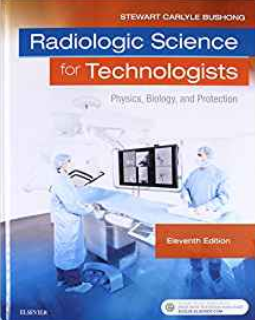 STEWART CARLYLE BUSHONG
Radiologic Science
for Technologists
Physics, Biology, and Protection
Eleventh Edition
ELSEVIER